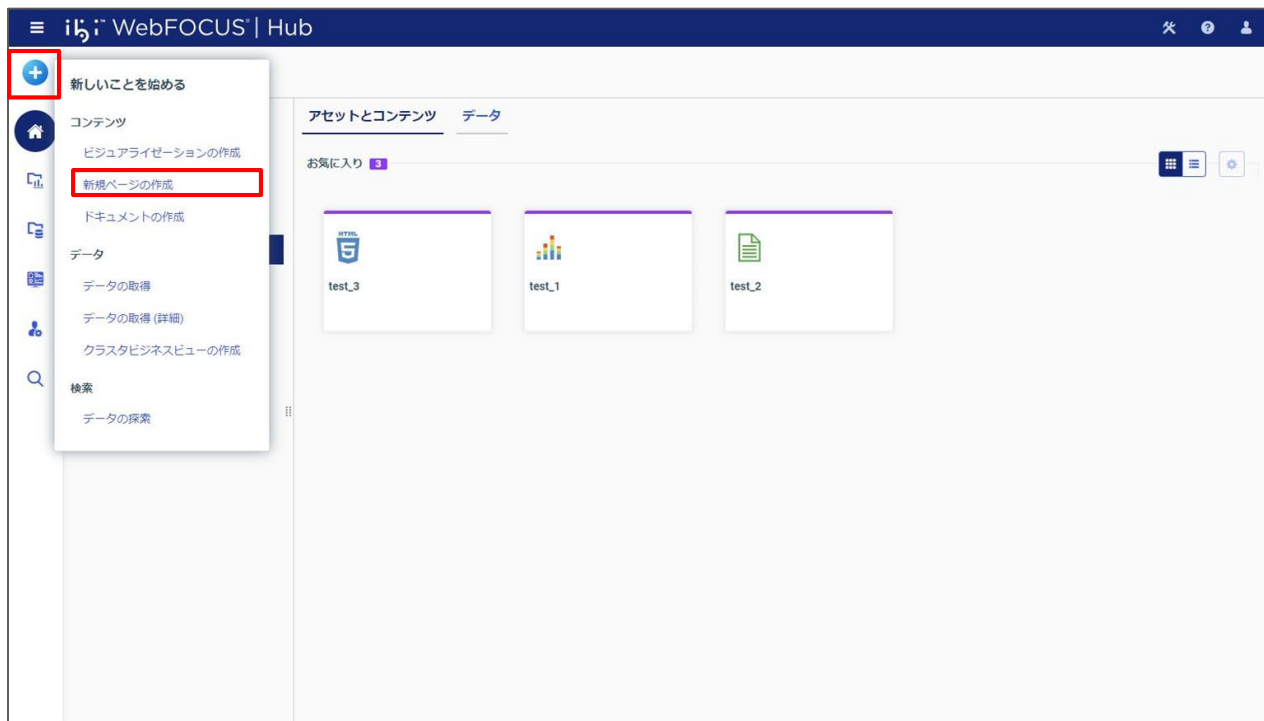 ibi™ WebFOCUS® | Hub
新しいことを始める
コンテンツ
ビジュアライゼーションの作成
新規ページの作成
ドキュメントの作成
データ
データの取得
データの取得 (詳細)
クラスタビジネスビューの作成
検索
データの探索
アセットとコンテンツ データ
お気に入り 3
HTML 5
test_3 test_1 test_2